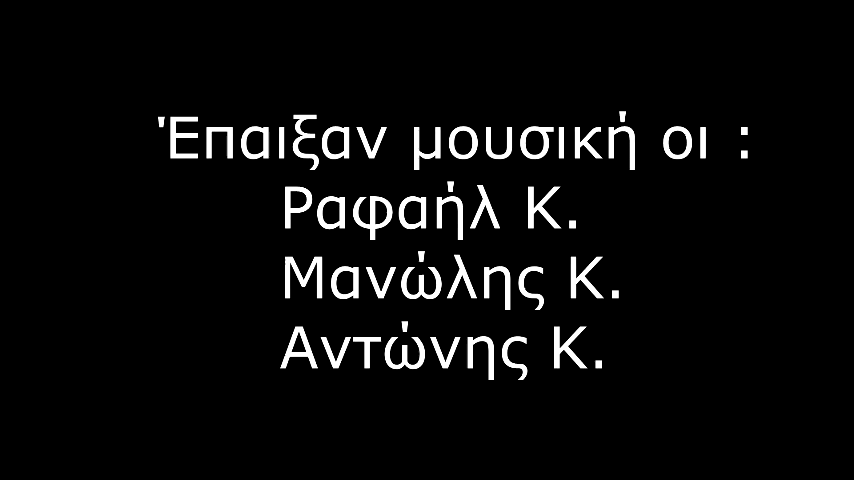 Έπαιξαν μουσική οι :
Ραφαήλ Κ.
Μανώλης Κ.
Αντώνης Κ.